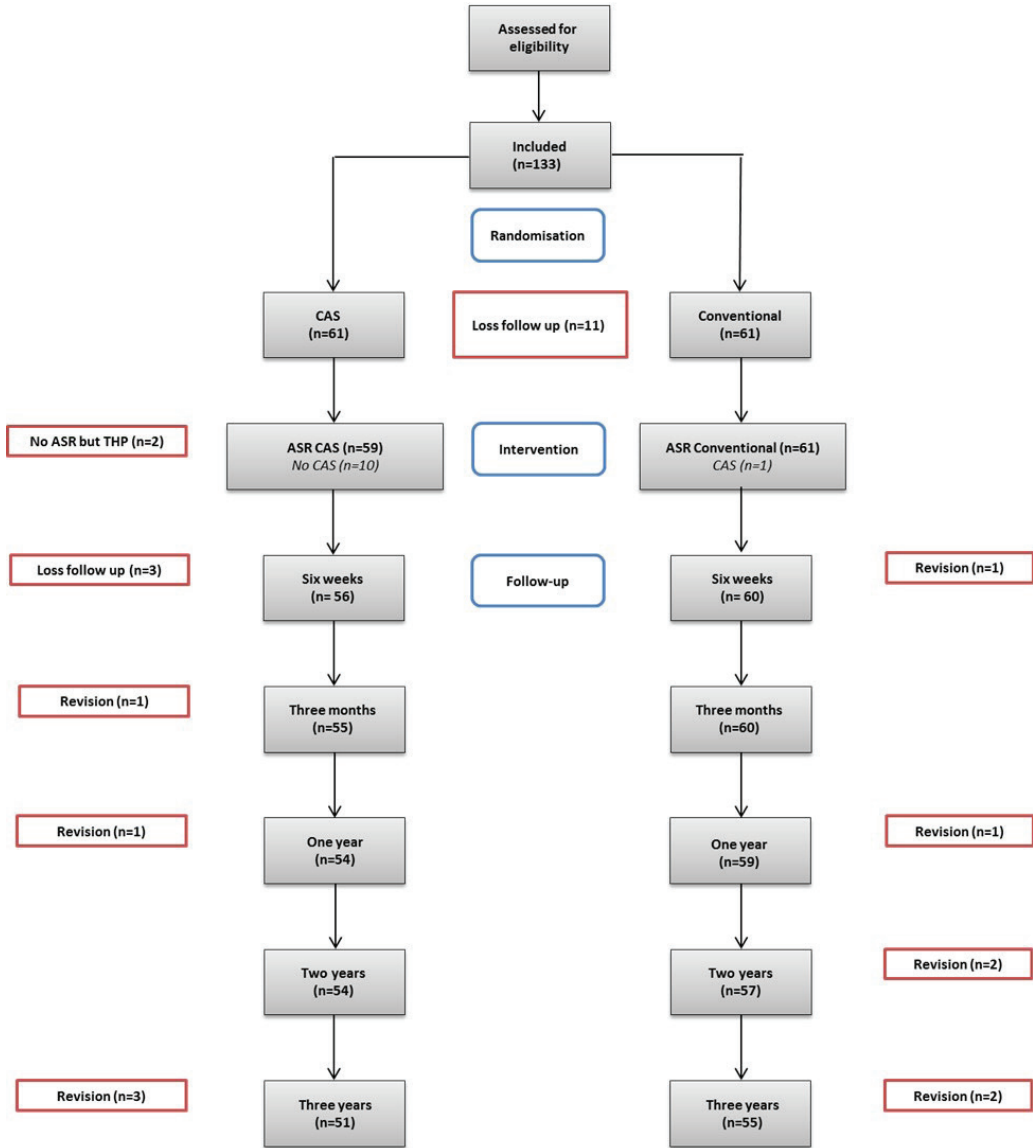 Assessed for
eligibility
Included
(n=133)
Randomisation
CAS
(n=61)
Loss follow up (n=11)
Conventional
(n=61)
No ASR but THP (n=2)
ASR CAS (n=59)
No CAS (n=10)
Intervention
ASR Conventional (n=61)
CAS (n=1)
Loss follow up (n=3)
Six weeks
(n= 56)
Follow-up
Six weeks
(n= 60)
Revision (n=1)
Revision (n=1)
Three months
(n=55)
Three months
(n=60)
Revision (n=1)
One year
(n=54)
One year
(n=59)
Revision (n=1)
Two years
(n=54)
Two years
(n=57)
Revision (n=2)
Revision (n=3)
Three years
(n=51)
Three years
(n=55)
Revision (n=2)